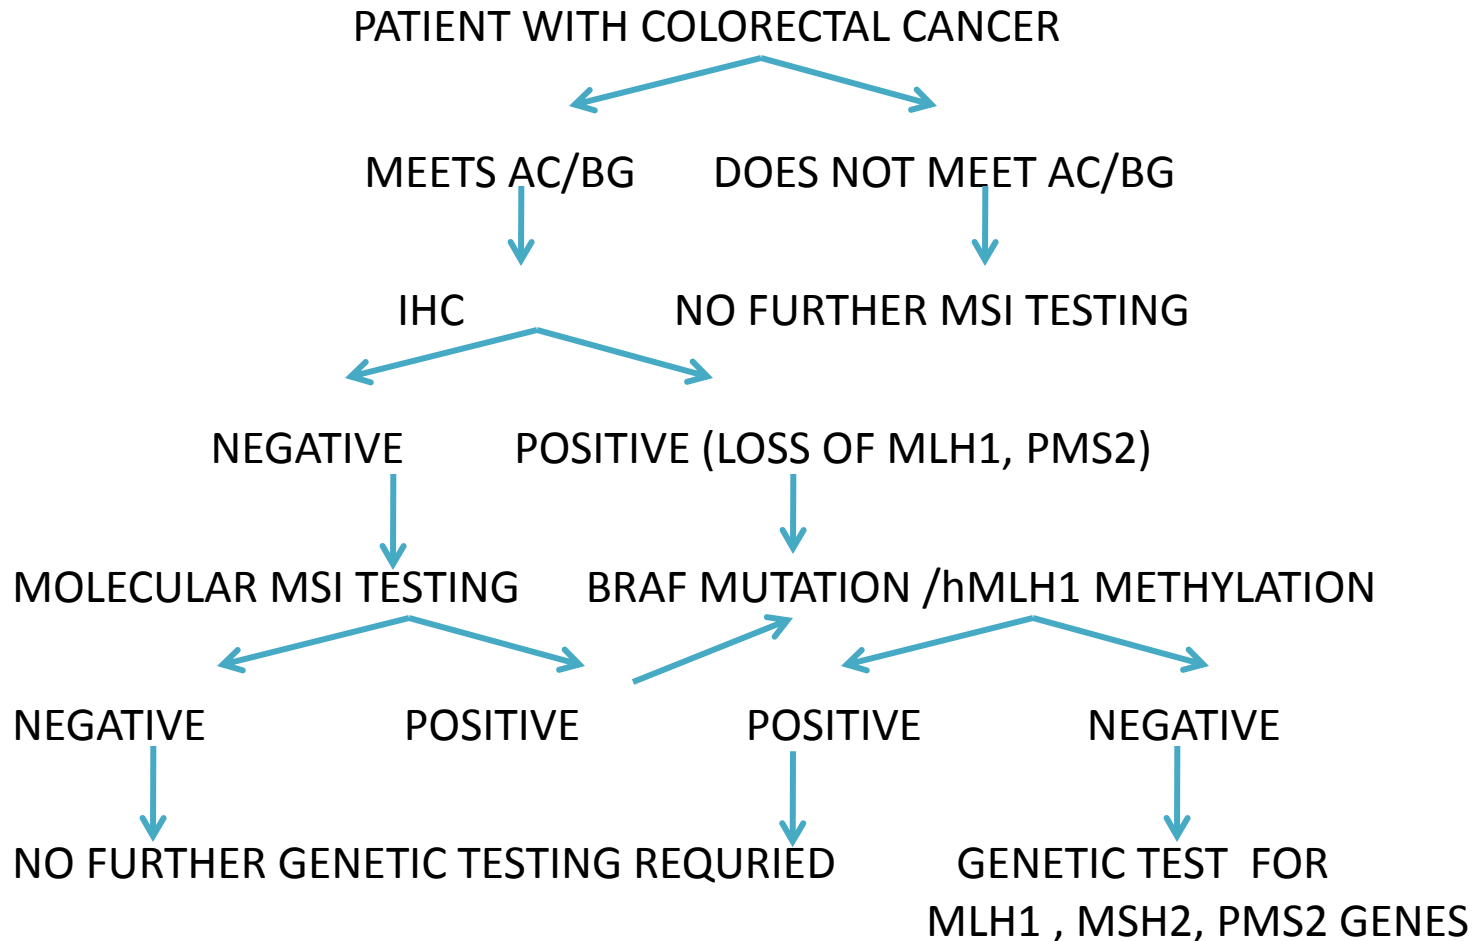 PATIENT WITH COLORECTAL CANCER
MEETS AC/BG
DOES NOT MEET AC/BG
IHC
NO FURTHER MSI TESTING
NEGATIVE
POSITIVE (LOSS OF MLH1, PMS2)
MOLECULAR MSI TESTING
BRAF MUTATION /hMLH1 METHYLATION
NEGATIVE
POSITIVE
POSITIVE
NEGATIVE
NO FURTHER GENETIC TESTING REQURIED
GENETIC TEST FOR
MLH1 , MSH2, PMS2 GENES